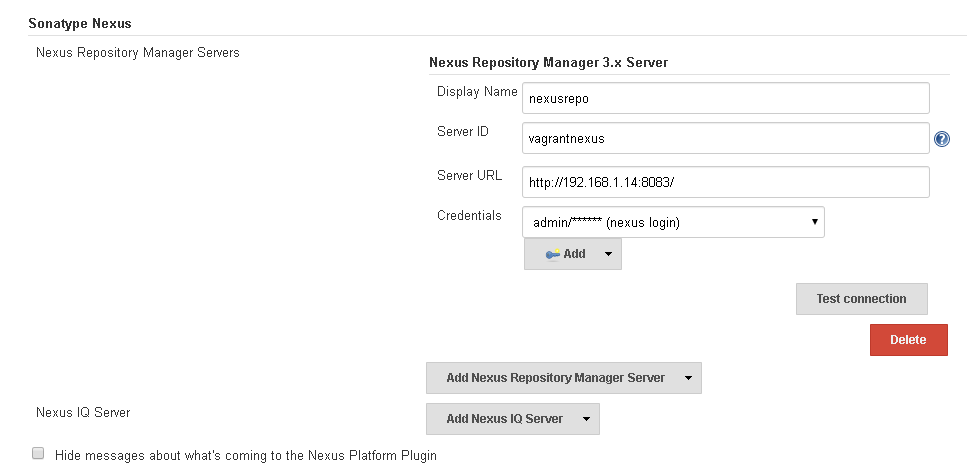 Sonatype Nexus
Nexus Repository Manager Servers
Nexus Repository Manager 3.x Server
Display Name nexusrepo
Server ID vagrantnexus
Server URL http://192.168.1.14:8083/
Credentials admin/****** (nexus login)
Add
Test connection
Delete
Add Nexus Repository Manager Server
Nexus IQ Server Add Nexus IQ Server
Hide messages about what's coming to the Nexus Platform Plugin